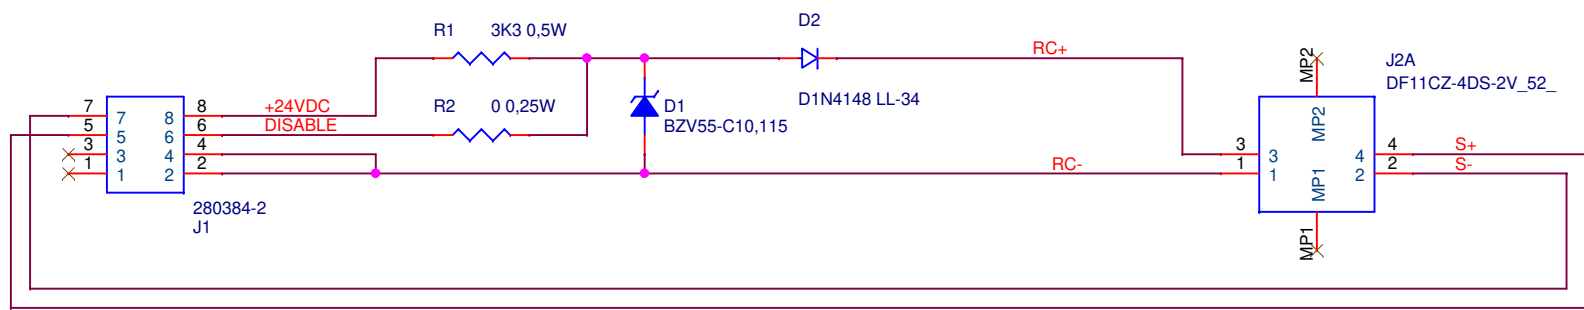 D2
R1 3K3 0,5W
RC+
MP2
J2A
DF11CZ-4DS-2V_52_
7 7 8 8 +24VDC
R2 0 0,25W
D1
D1N4148 LL-34
5 5 6 6 DISABLE
BZV55-C10,115
MP2
3 3 4 4
3 3 4 4 S+
1 1 2 2
RC-
1 1 2 2 S-
MP1
280384-2
J1
MP1